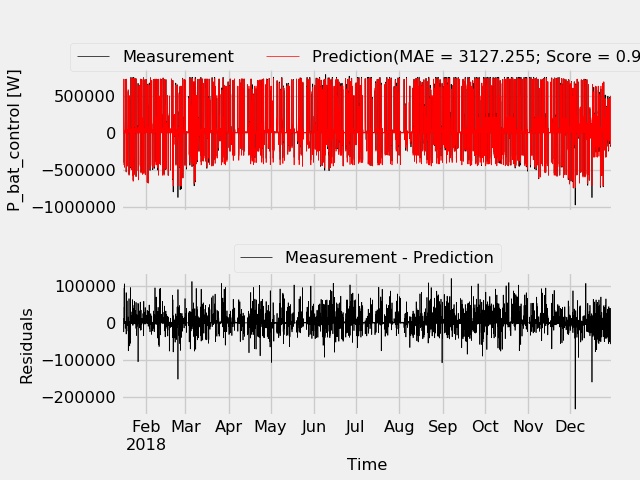 Measurement Prediction(MAE = 3127.255; Score = 0.9
P_bat_control [W]
500000
0
−500000
−1000000
Measurement - Prediction
Residuals
100000
0
−100000
−200000
Feb Mar Apr May Jun Jul Aug Sep Oct Nov Dec
2018
Time